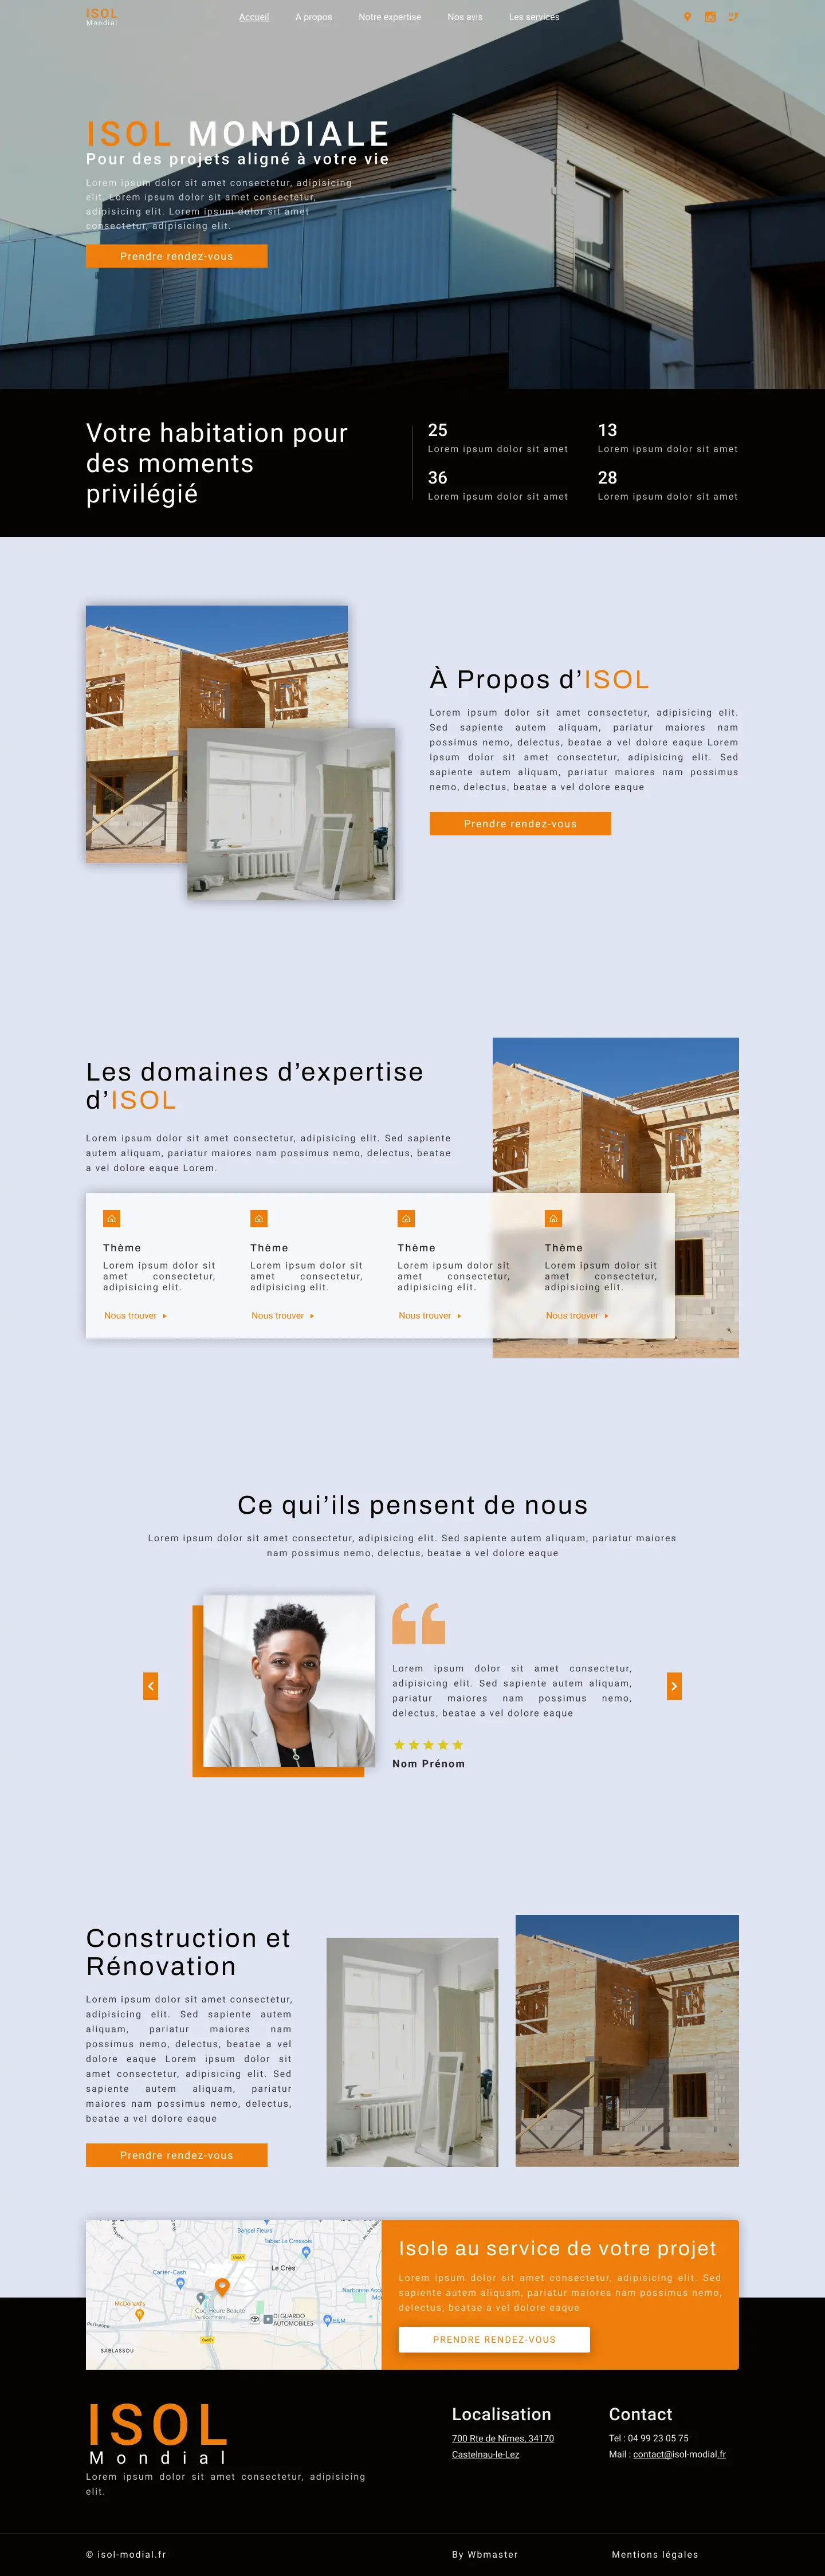 ISOL
Mondial
Accueil
A propos
Notre expertise
Nos avis
Les services
ISOL MONDIALE
Pour des projets aligné à votre vie
Lorem ipsum dolor sit amet consectetur, adipisicing
elit. Lorem ipsum dolor sit amet consectetur,
adipisicing elit. Lorem ipsum dolor sit amet
consectetur, adipisicing elit.
Prendre rendez-vous
Votre habitation pour
des moments
privilégié
25
Lorem ipsum dolor sit amet
13
Lorem ipsum dolor sit amet
36
Lorem ipsum dolor sit amet
28
Lorem ipsum dolor sit amet
À Propos d’ISOL
Lorem ipsum dolor sit amet consectetur, adipisicing elit.
Sed sapiente autem aliquam, pariatur maiores nam
possimus nemo, delectus, beatae a vel dolore eaque Lorem
ipsum dolor sit amet consectetur, adipisicing elit. Sed
sapiente autem aliquam, pariatur maiores nam possimus
nemo, delectus, beatae a vel dolore eaque
Prendre rendez-vous
Les domaines d’expertise
d’ISOL
Lorem ipsum dolor sit amet consectetur, adipisicing elit. Sed sapiente
autem aliquam, pariatur maiores nam possimus nemo, delectus, beatae
a vel dolore eaque Lorem.
Thème
Lorem ipsum dolor sit
amet consectetur,
adipisicing elit.
Nous trouver
Thème
Lorem ipsum dolor sit
amet consectetur,
adipisicing elit.
Nous trouver
Thème
Lorem ipsum dolor sit
amet consectetur,
adipisicing elit.
Nous trouver
Thème
Lorem ipsum dolor sit
amet consectetur,
adipisicing elit.
Nous trouver
Ce qui’ils pensent de nous
Lorem ipsum dolor sit amet consectetur, adipisicing elit. Sed sapiente autem aliquam, pariatur maiores
nam possimus nemo, delectus, beatae a vel dolore eaque
Lorem ipsum dolor sit amet consectetur,
adipisicing elit. Sed sapiente autem aliquam,
pariatur maiores nam possimus nemo,
delectus, beatae a vel dolore eaque
Nom Prénom
Construction et
Rénovation
Lorem ipsum dolor sit amet consectetur,
adipisicing elit. Sed sapiente autem
aliquam, pariatur maiores nam
possimus nemo, delectus, beatae a vel
dolore eaque Lorem ipsum dolor sit
amet consectetur, adipisicing elit. Sed
sapiente autem aliquam, pariatur
maiores nam possimus nemo, delectus,
beatae a vel dolore eaque
Prendre rendez-vous
Bancel Fleurs
Tabac Le Cressois
Le Crès
Carter-Cash
McDonald's
Coorheure Beauté
DI GUARDO
AUTOMOBILES
B&M
Narbonne
SABLASSOU
Isole au service de votre projet
Lorem ipsum dolor sit amet consectetur, adipisicing elit. Sed
sapiente autem aliquam, pariatur maiores nam possimus nemo,
delectus, beatae a vel dolore eaque
PRENDRE RENDEZ-VOUS
ISOL
Mondial
Lorem ipsum dolor sit amet consectetur, adipisicing
elit.
Localisation
700 Rte de Nîmes, 34170
Castelnau-le-Lez
Contact
Tel : 04 99 23 05 75
Mail : contact@isol-modial.fr
© isol-modial.fr
By Wbmaster
Mentions légales